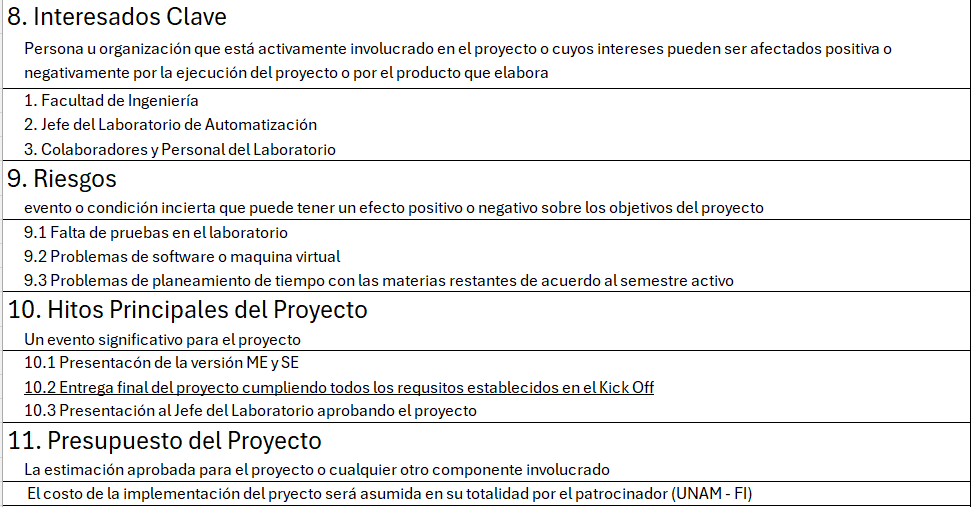 8. Interesados Clave
Persona u organización que está activamente involucrado en el proyecto o cuyos intereses pueden ser afectados positiva o
negativamente por la ejecución del proyecto o por el producto que elabora
1. Facultad de Ingeniería
2. Jefe del Laboratorio de Automatización
3. Colaboradores y Personal del Laboratorio
9. Riesgos
evento o condición incierta que puede tener un efecto positivo o negativo sobre los objetivos del proyecto
9.1 Falta de pruebas en el laboratorio
9.2 Problemas de software o maquina virtual
9.3 Problemas de planeamiento de tiempo con las materias restantes de acuerdo al semestre activo
10. Hitos Principales del Proyecto
Un evento significativo para el proyecto
10.1 Presentacón de la versión ME y SE
10.2 Entrega final del proyecto cumpliendo todos los requsitos establecidos en el Kick Off
10.3 Presentación al Jefe del Laboratorio aprobando el proyecto
11. Presupuesto del Proyecto
La estimación aprobada para el proyecto o cualquier otro componente involucrado
El costo de la implementación del pryecto será asumida en su totalidad por el patrocinador (UNAM - FI)